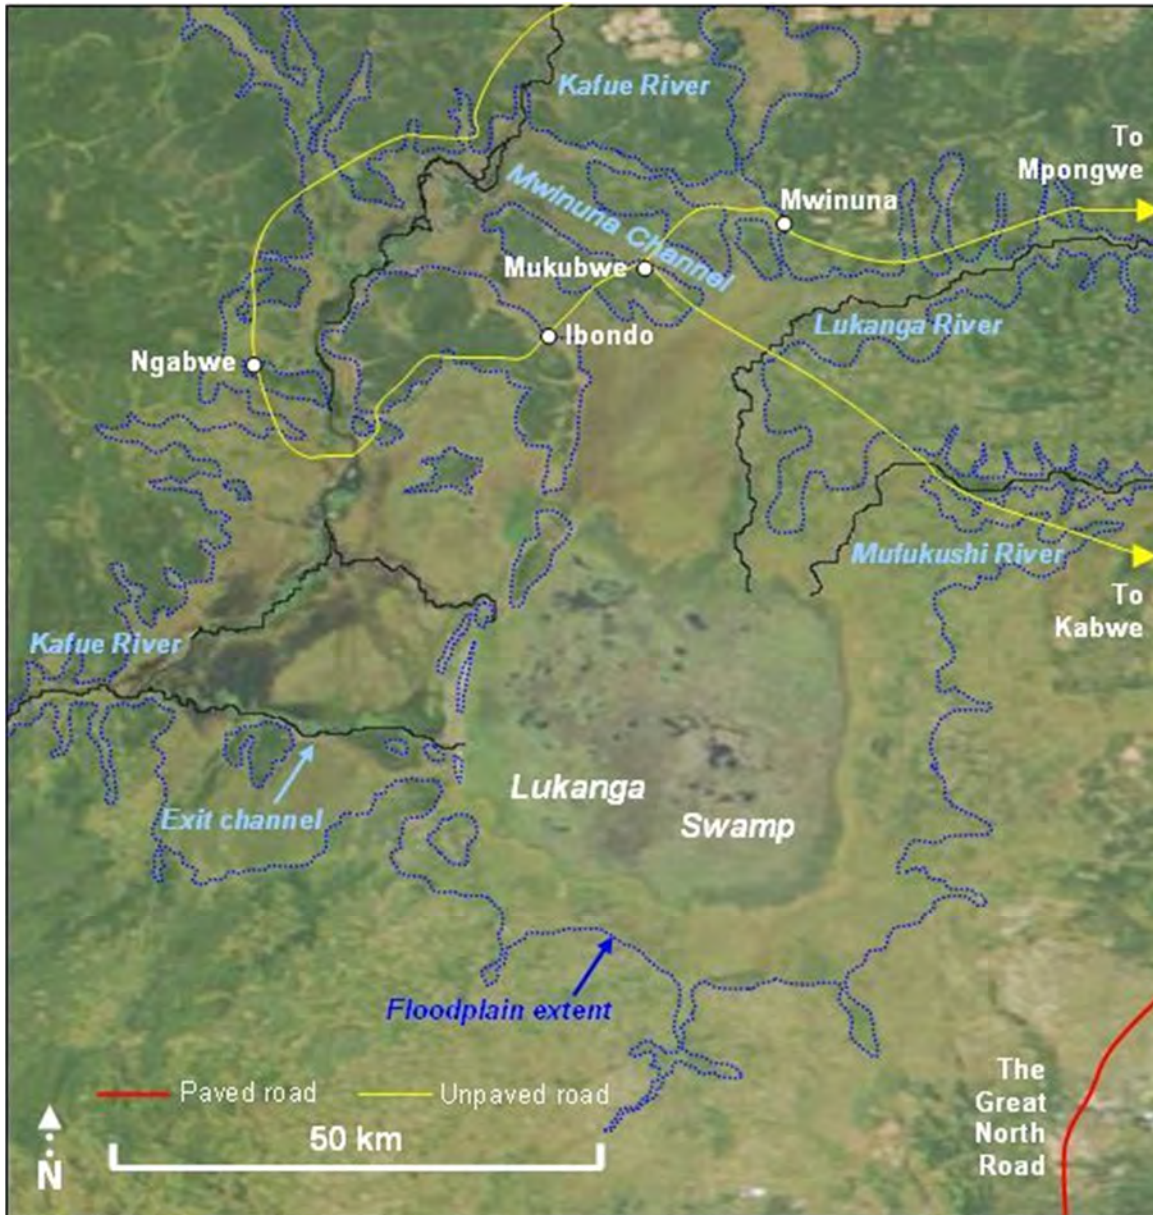 Kafue River
To
Mpongwe
Mwinuna Channel
Mwinuna
Mukubwe
Lukanga River
Ibondo
Ngabwe
Mufukushi River
To
Kabwe
Kafue River
Lukanga
Swamp
Exit channel
Floodplain extent
The
Great
North
Road
Paved road
Unpaved road
50 km
N